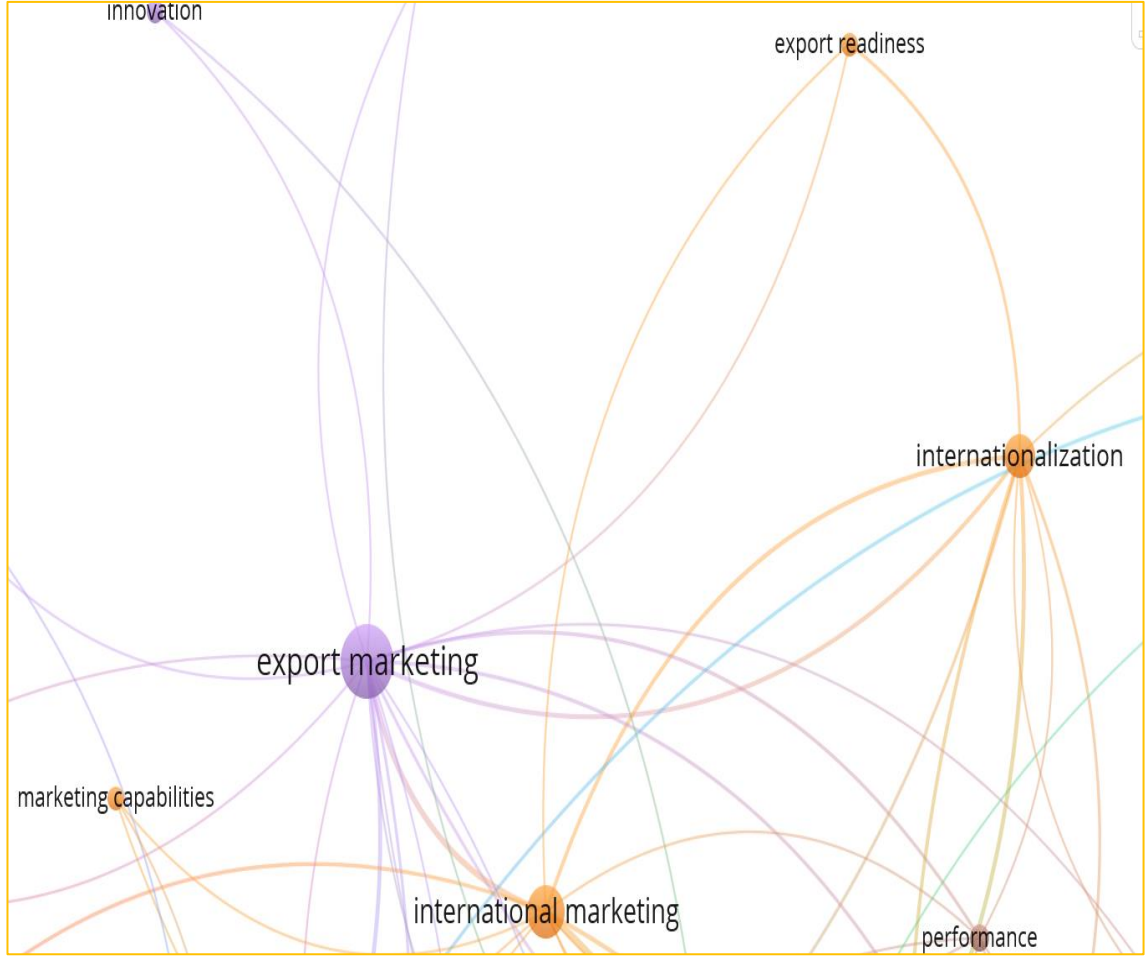 innovation
export readiness
internationalization
export marketing
marketing capabilities
international marketing
performance